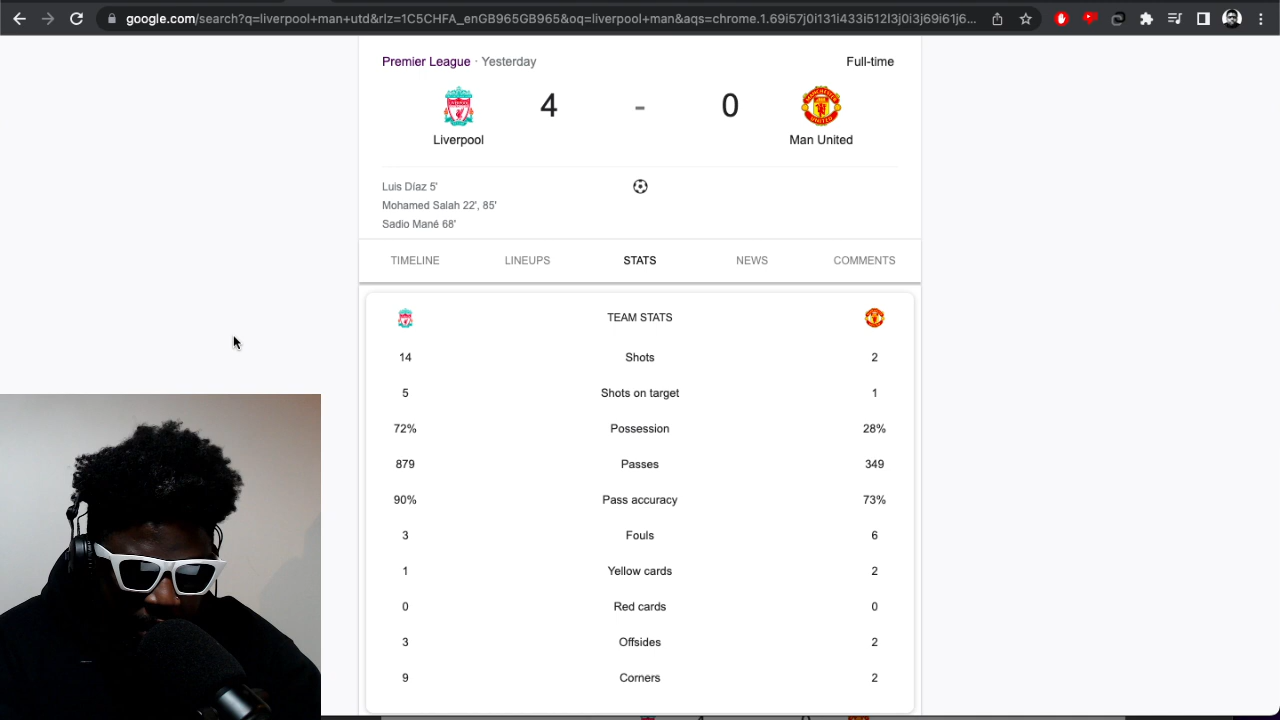 google.com/search?q=liverpool+man+utd&rlz=1C5CHFA_enGB965GB965&oq=liverpool+man&aqs=chrome.1.69i57j0i131i433i512l3j0i3j69i61j6...
Premier League · Yesterday Full-time
4 - 0
Liverpool Man United
Luis Díaz 5'
Mohamed Salah 22', 85'
Sadio Mané 68'
TIMELINE LINEUPS STATS NEWS COMMENTS
TEAM STATS
14 Shots 2
5 Shots on target 1
72% Possession 28%
879 Passes 349
90% Pass accuracy 73%
3 Fouls 6
1 Yellow cards 2
0 Red cards 0
3 Offsides 2
9 Corners 2